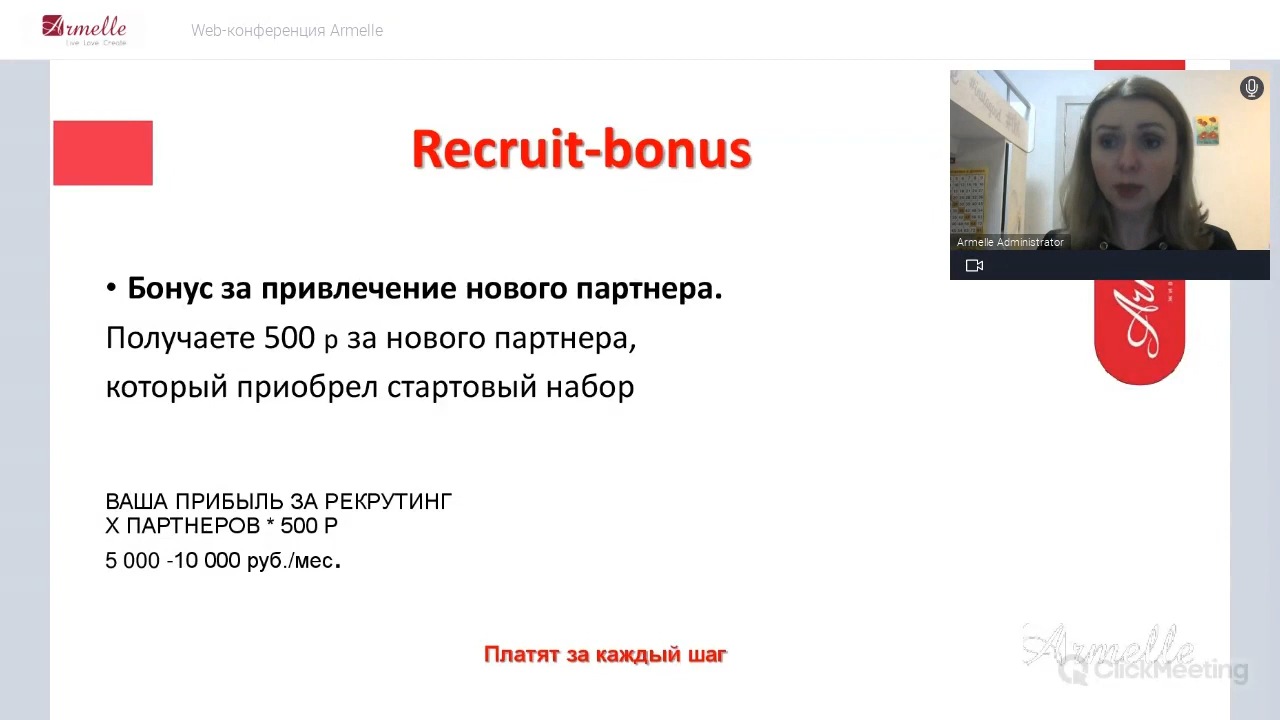 Armelle
Live Love Create
Web-конференция Armelle
Recruit-bonus
Armelle Administrator
• Бонус за привлечение нового партнера.
Получаете 500 р за нового партнера,
который приобрел стартовый набор
ВАША ПРИБЫЛЬ ЗА РЕКРУТИНГ
Х ПАРТНЕРОВ * 500 Р
5 000 -10 000 руб./мес.
Платят за каждый шаг
Armelle
ClickMeeting